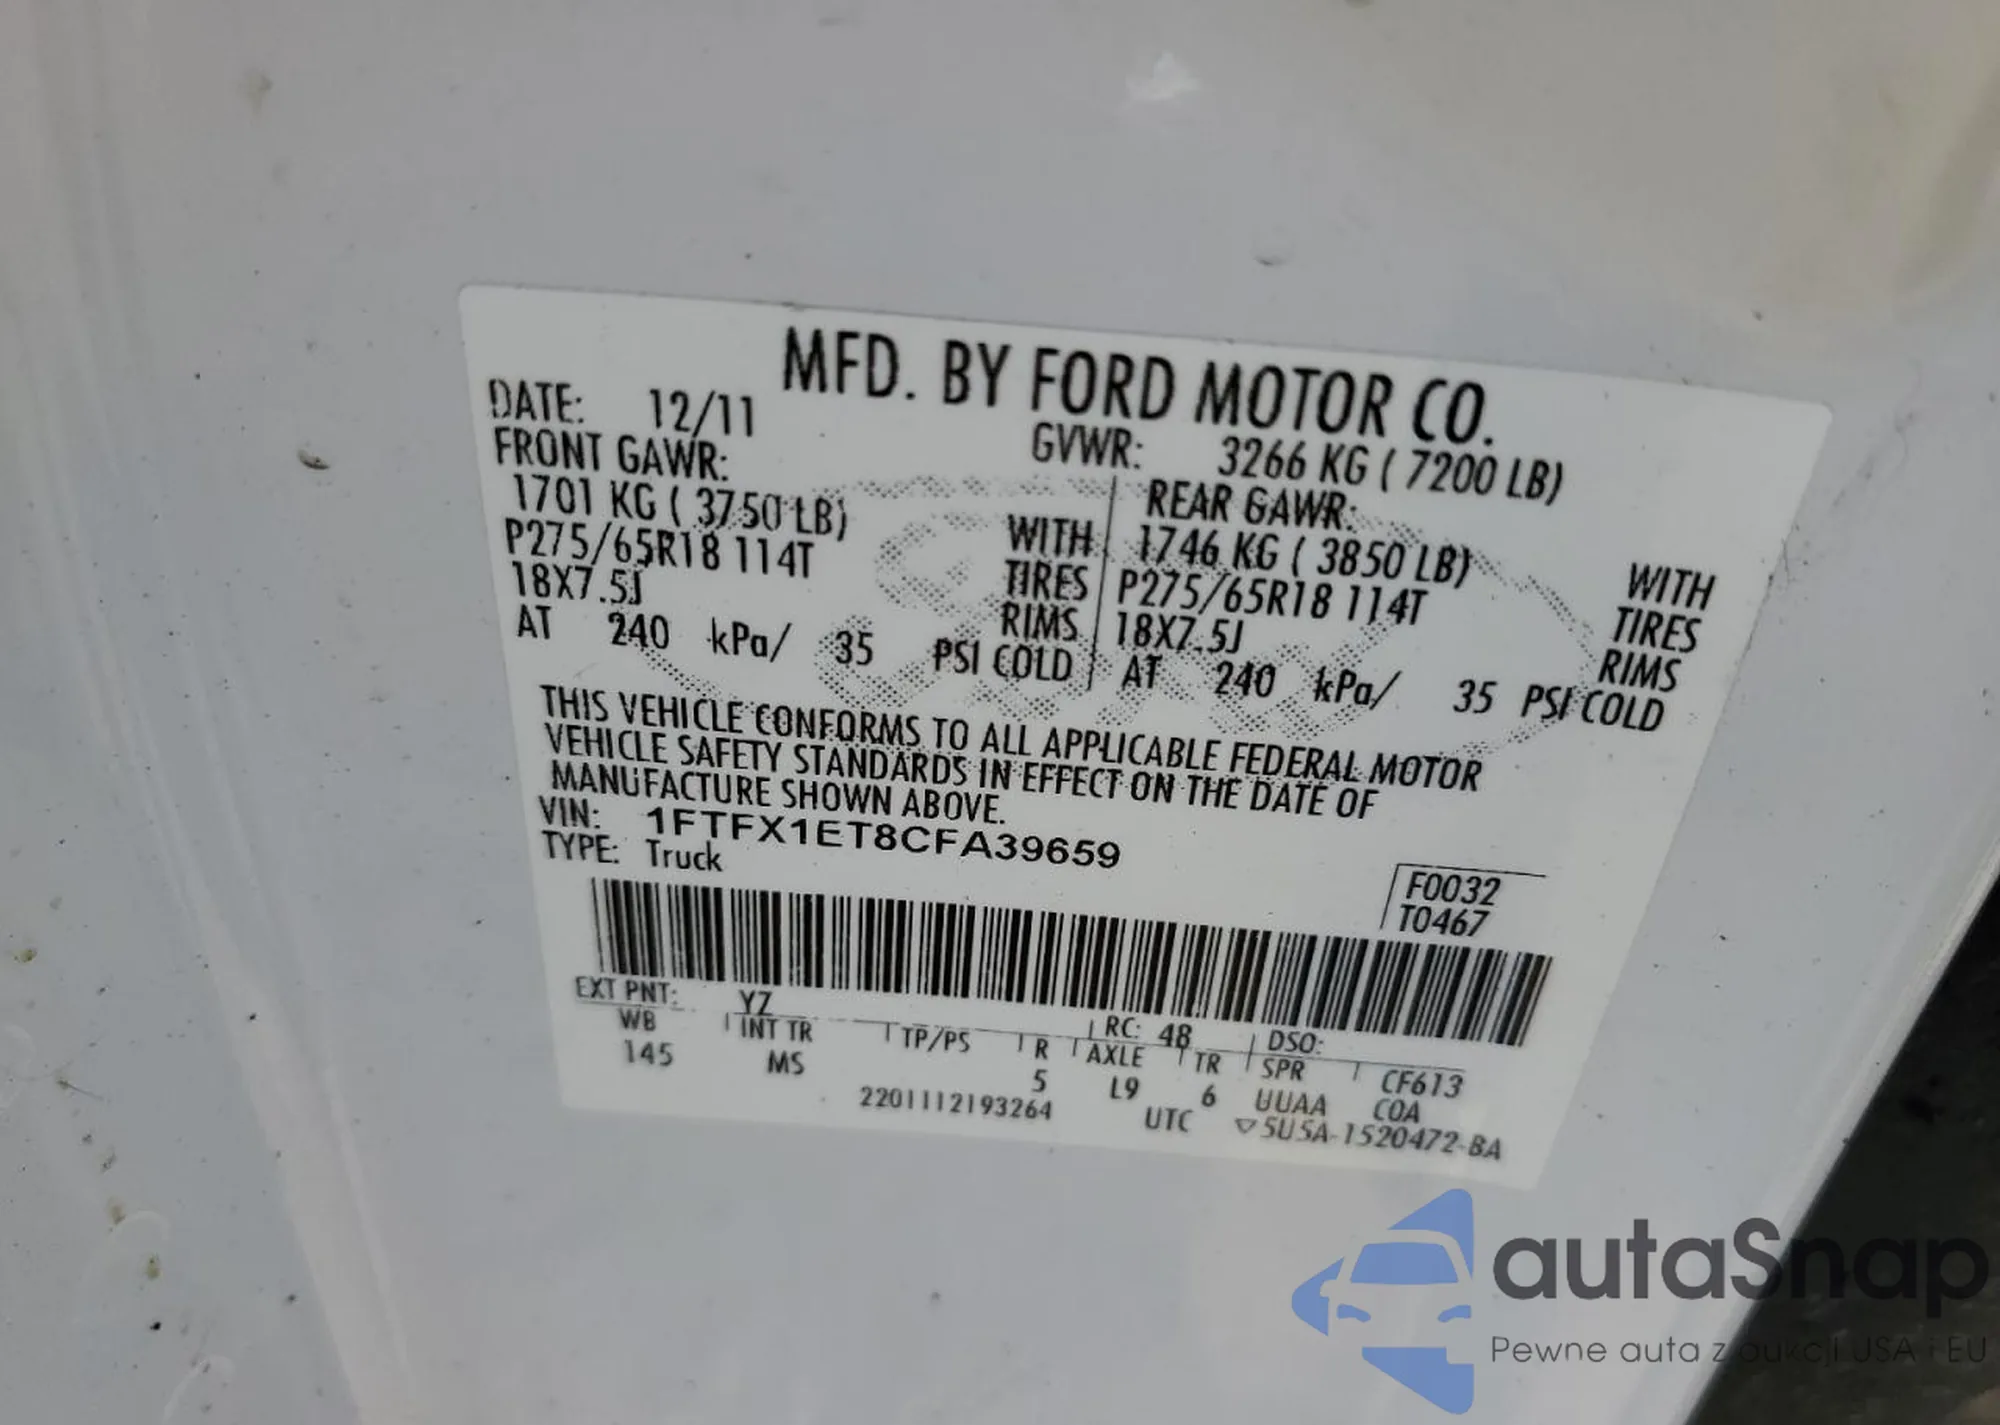 MFD. BY FORD MOTOR CO.
DATE: 12/11 GVWR: 3266 KG ( 7200 LB)
FRONT GAWR: REAR GAWR:
1701 KG ( 3750 LB) WITH 1746 KG ( 3850 LB) WITH
P275/65R18 114T TIRES P275/65R18 114T TIRES
18X7.5J RIMS 18X7.5J RIMS
AT 240 kPa/ 35 PSI COLD AT 240 kPa/ 35 PSI COLD
THIS VEHICLE CONFORMS TO ALL APPLICABLE FEDERAL MOTOR
VEHICLE SAFETY STANDARDS IN EFFECT ON THE DATE OF
MANUFACTURE SHOWN ABOVE.
VIN: 1FTFX1ET8CFA39659
TYPE: Truck
F0032
T0467
EXT PNT: YZ RC: 48 DSO:
WB INT TR TP/PS R AXLE TR SPR CF613
145 MS 5 L9 6 UUAA COA
2201112193264 UTC ▽5U5A-1520472-BA
autaSnap
Pewne auta z aukcji USA i EU